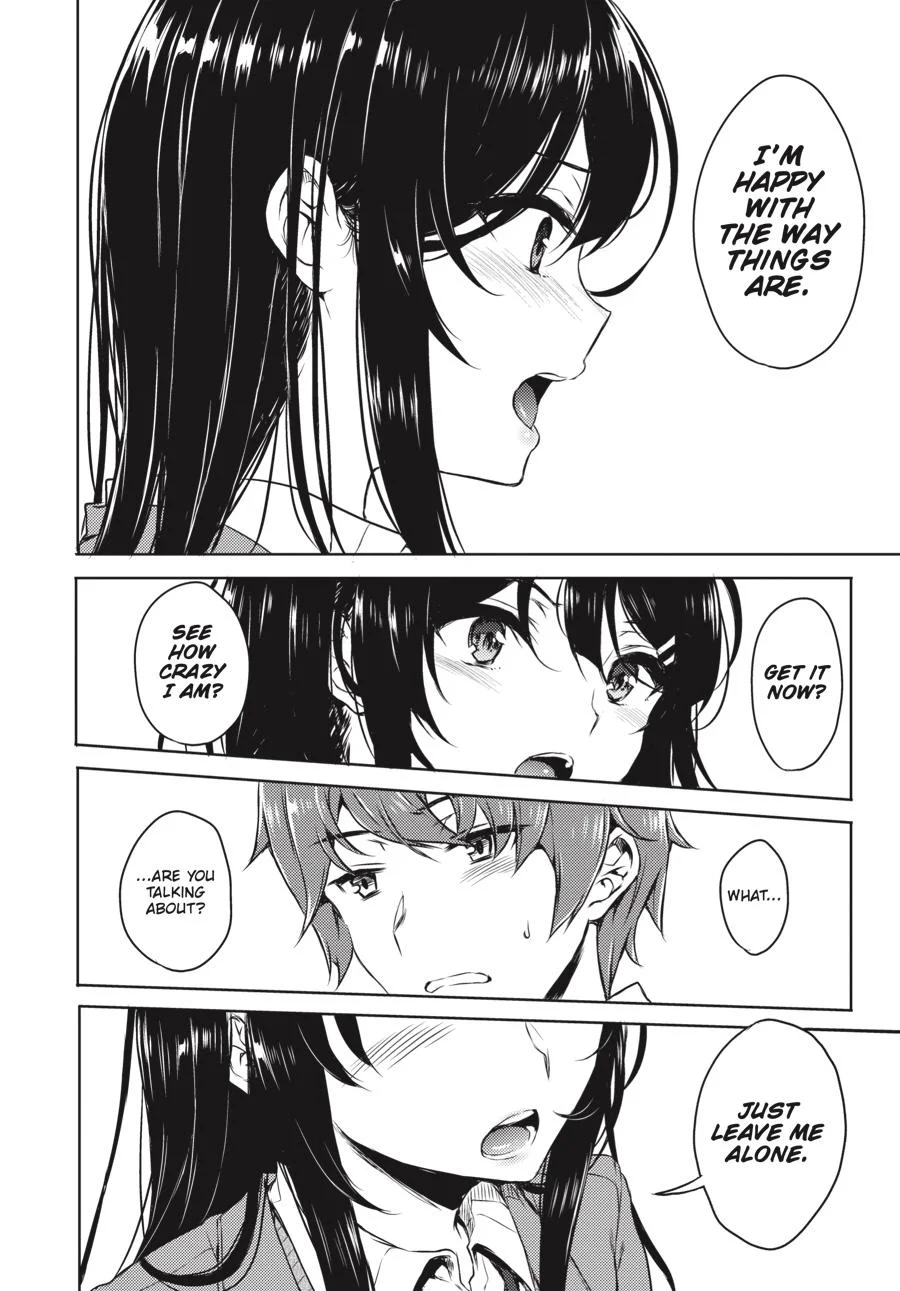 I'M
HAPPY
WITH
THE WAY
THINGS
ARE.
GET IT
NOW?
SEE
HOW
CRAZY
I AM?
WHAT...
...ARE YOU
TALKING
ABOUT?
JUST
LEAVE ME
ALONE.